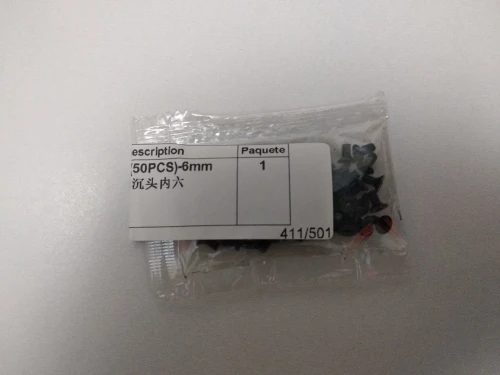 escription Paquete
(50PCS)-6mm 1
沉头内六
411/501